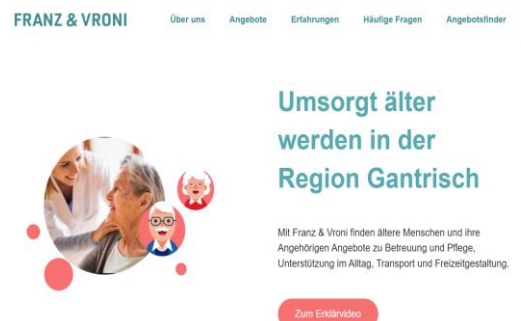 FRANZ & VRONI
Über uns Angebote Erfahrungen Häufige Fragen Angebotsfinder
Umsorgt älter
werden in der
Region Gantrisch
Mit Franz & Vroni finden ältere Menschen und ihre
Angehörigen Angebote zu Betreuung und Pflege,
Unterstützung im Alltag, Transport und Freizeitgestaltung.
Zum Erklärvideo